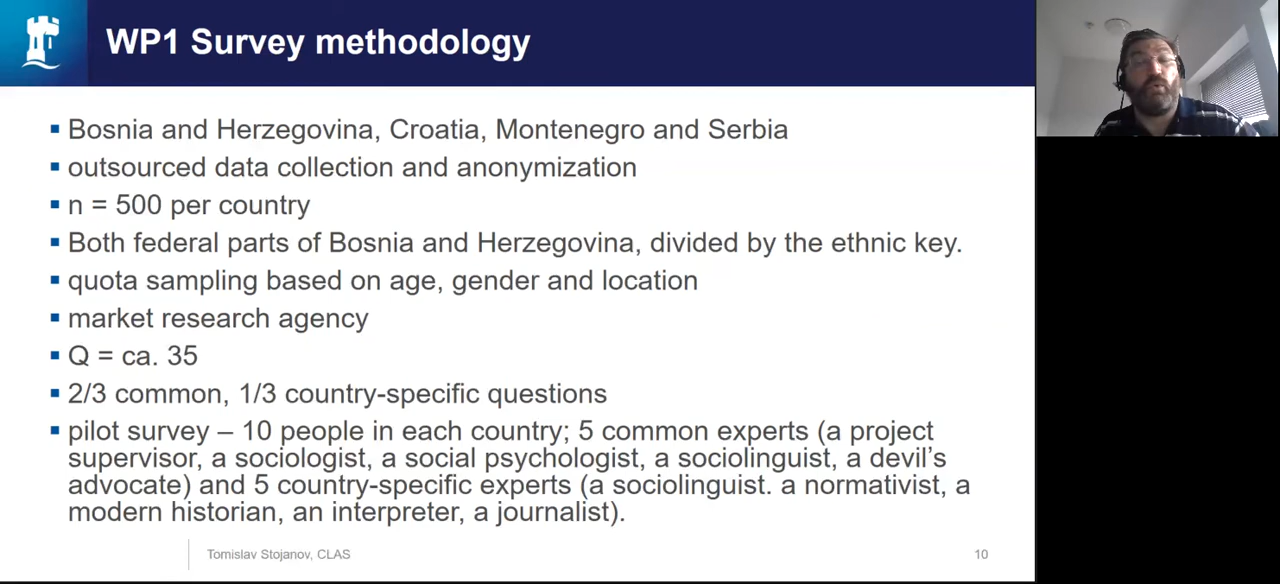 WP1 Survey methodology
Bosnia and Herzegovina, Croatia, Montenegro and Serbia
outsourced data collection and anonymization
n = 500 per country
Both federal parts of Bosnia and Herzegovina, divided by the ethnic key.
quota sampling based on age, gender and location
market research agency
Q = ca. 35
2/3 common, 1/3 country-specific questions
pilot survey – 10 people in each country; 5 common experts (a project
supervisor, a sociologist, a social psychologist, a sociolinguist, a devil's
advocate) and 5 country-specific experts (a sociolinguist. a normativist, a
modern historian, an interpreter, a journalist).
Tomislav Stojanov, CLAS
10